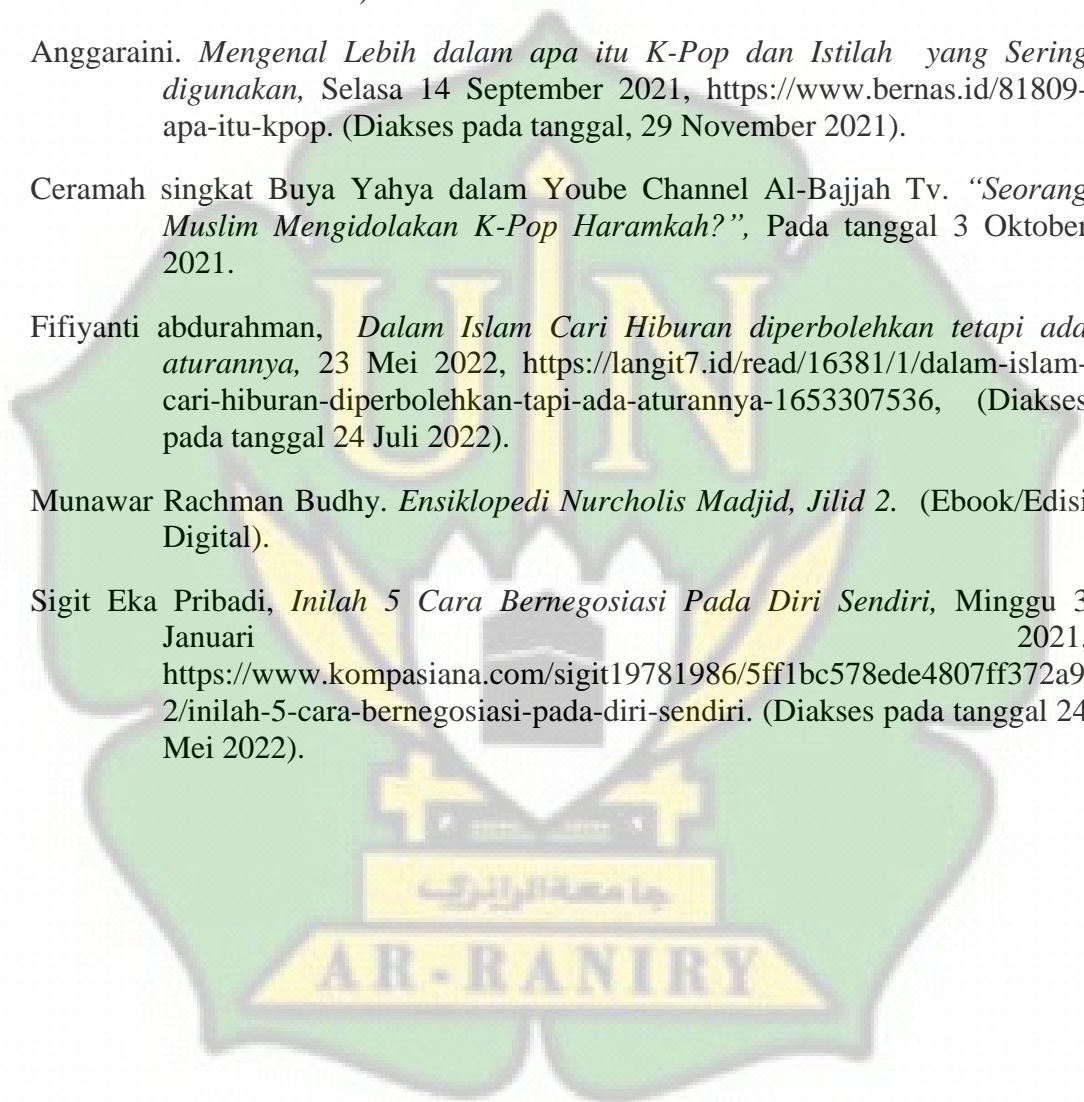 Anggaraini. Mengenal Lebih dalam apa itu K-Pop dan Istilah yang Sering
digunakan, Selasa 14 September 2021, https://www.bernas.id/81809-
apa-itu-kpop. (Diakses pada tanggal, 29 November 2021).
Ceramah singkat Buya Yahya dalam Yoube Channel Al-Bajjah Tv. “Seorang
Muslim Mengidolakan K-Pop Haramkah?”, Pada tanggal 3 Oktober
2021.
Fifiyanti abdurahman, Dalam Islam Cari Hiburan diperbolehkan tetapi ada
aturannya, 23 Mei 2022, https://langit7.id/read/16381/1/dalam-islam-
cari-hiburan-diperbolehkan-tapi-ada-aturannya-1653307536, (Diakses
pada tanggal 24 Juli 2022).
Munawar Rachman Budhy. Ensiklopedi Nurcholis Madjid, Jilid 2. (Ebook/Edisi
Digital).
Sigit Eka Pribadi, Inilah 5 Cara Bernegosiasi Pada Diri Sendiri, Minggu 3
Januari 2021,
https://www.kompasiana.com/sigit19781986/5ff1bc578ede4807ff372a9
2/inilah-5-cara-bernegosiasi-pada-diri-sendiri. (Diakses pada tanggal 24
Mei 2022).
UIN
جامعة الرانري
AR-RANIRY